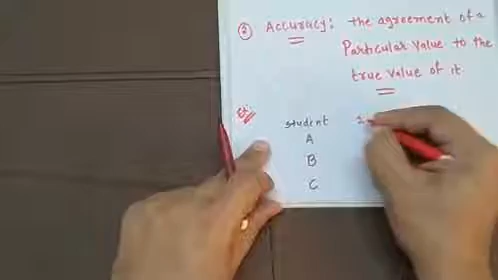 ② Accuracy: the agreement of a
Particular value to the
true value of it.
Ex:
student
A
B
C